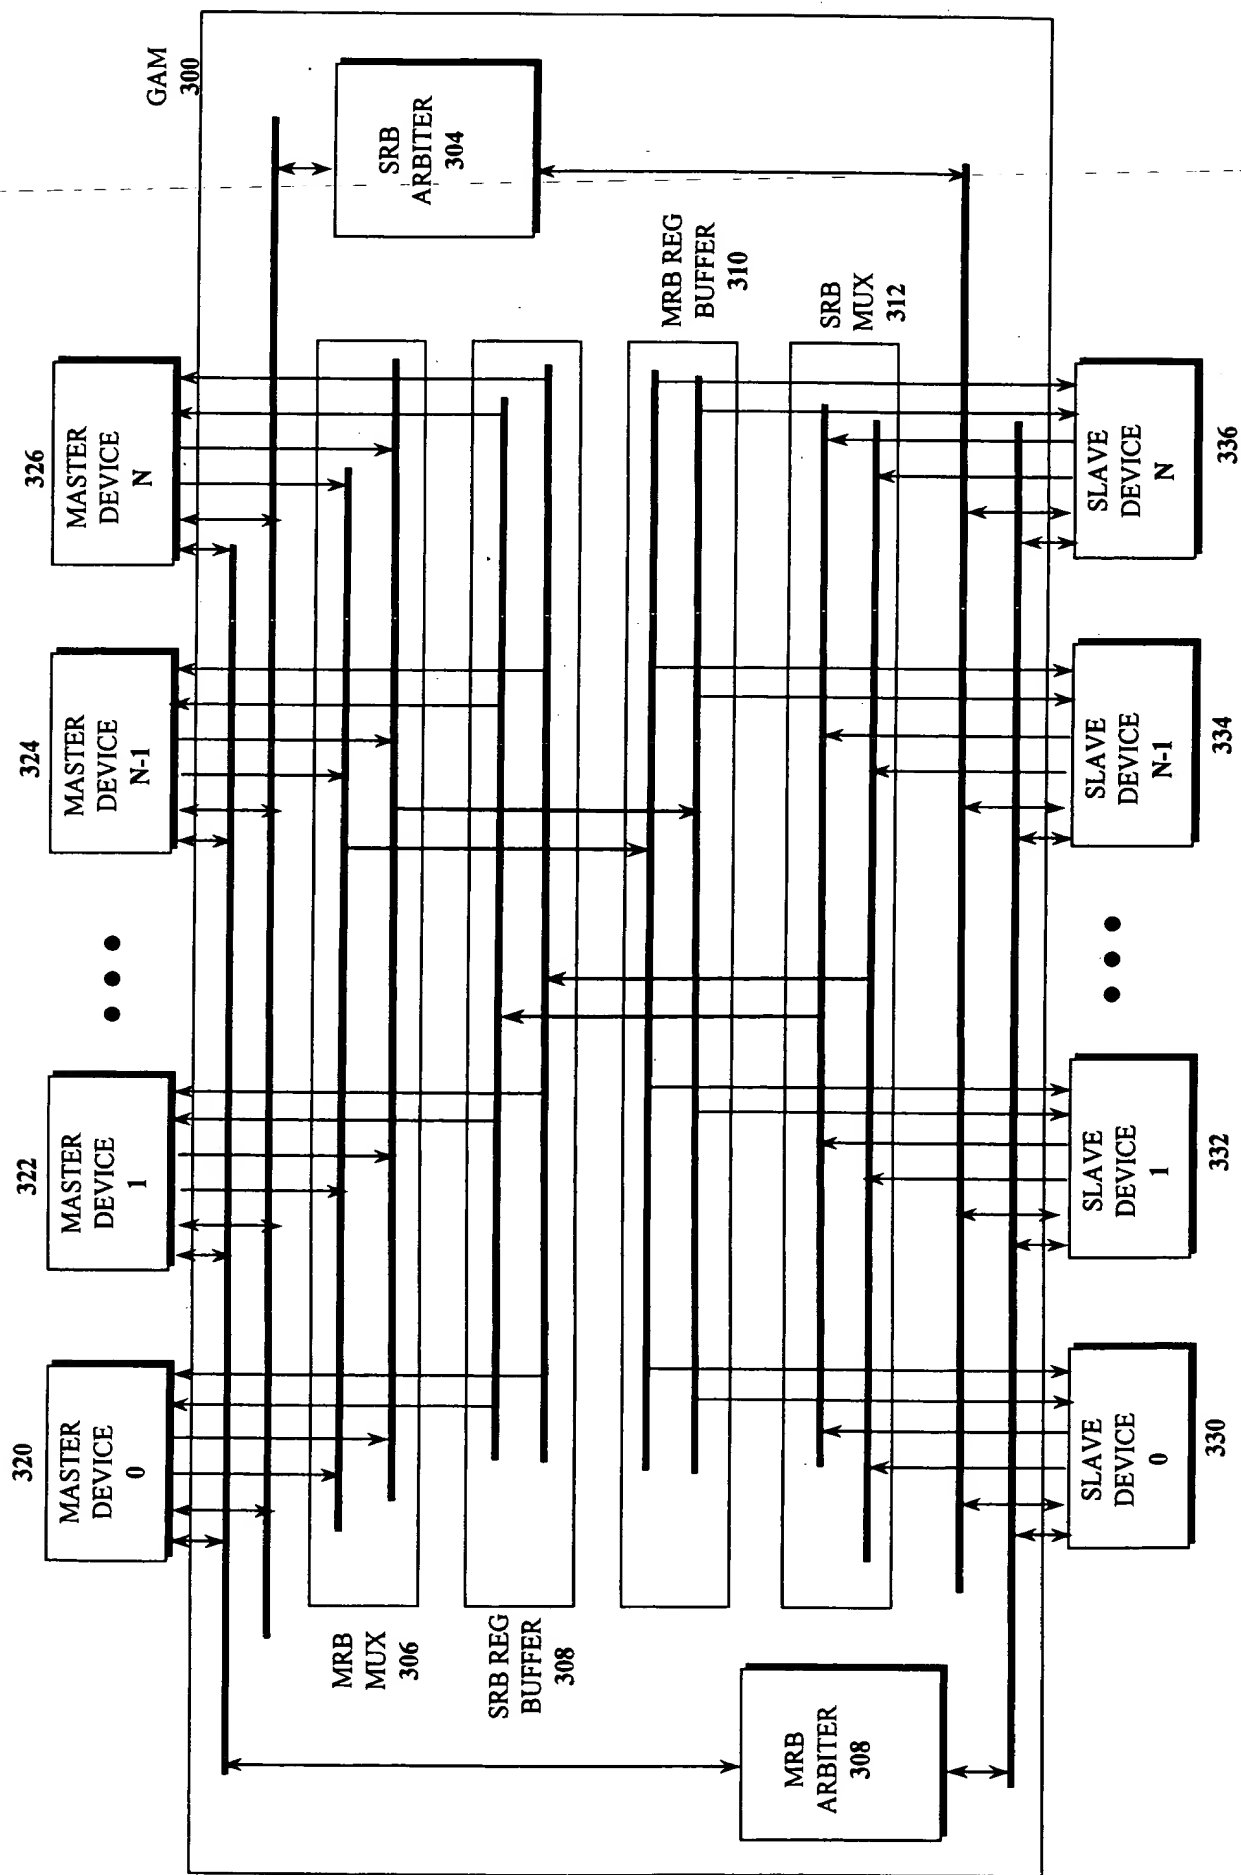 GAM
300
320
MASTER
DEVICE
0
322
MASTER
DEVICE
1
324
MASTER
DEVICE
N-1
326
MASTER
DEVICE
N
SRB
ARBITER
304
MRB
MUX
306
SRB REG
BUFFER
308
MRB REG
BUFFER
310
SRB
MUX
312
MRB
ARBITER
308
SLAVE
DEVICE
0
330
SLAVE
DEVICE
1
332
SLAVE
DEVICE
N-1
334
SLAVE
DEVICE
N
336